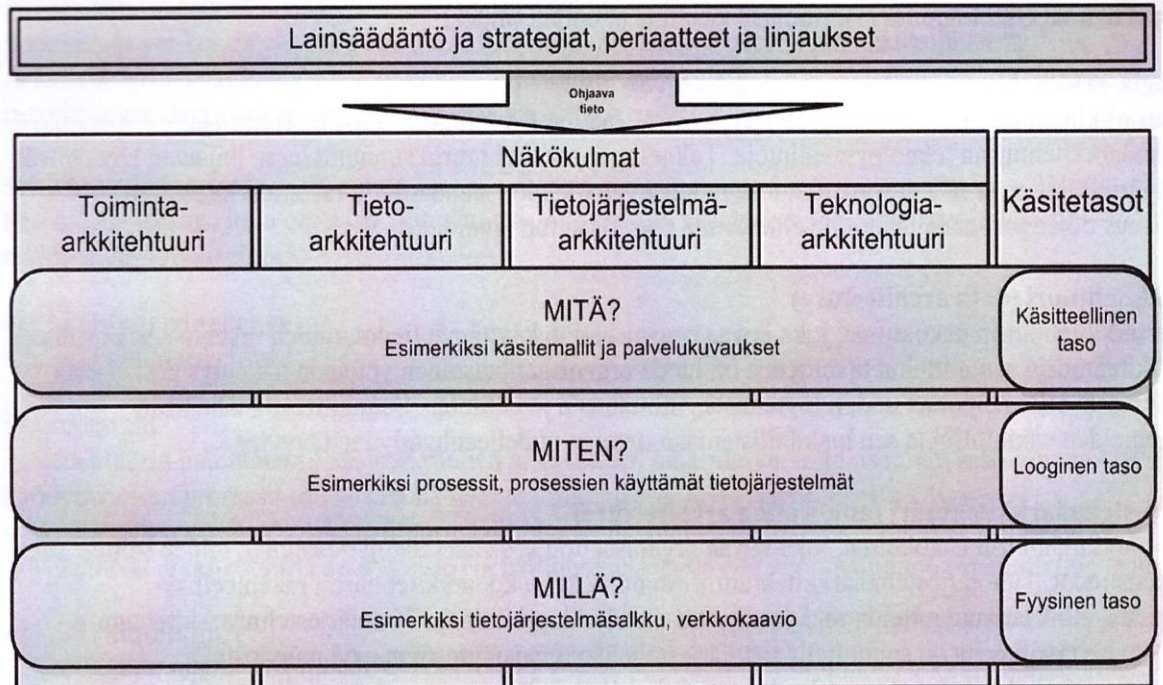 Lainsäädäntö ja strategiat, periaatteet ja linjaukset
Ohjaava
tieto
Näkökulmat
Käsitetasot
Toiminta-
arkkitehtuuri
Tieto-
arkkitehtuuri
Tietojärjestelmä-
arkkitehtuuri
Teknologia-
arkkitehtuuri
MITÄ?
Esimerkiksi käsitemallit ja palvelukuvaukset
Käsitteellinen
taso
MITEN?
Esimerkiksi prosessit, prosessien käyttämät tietojärjestelmät
Looginen taso
MILLÄ?
Esimerkiksi tietojärjestelmäsalkku, verkkokaavio
Fyysinen taso